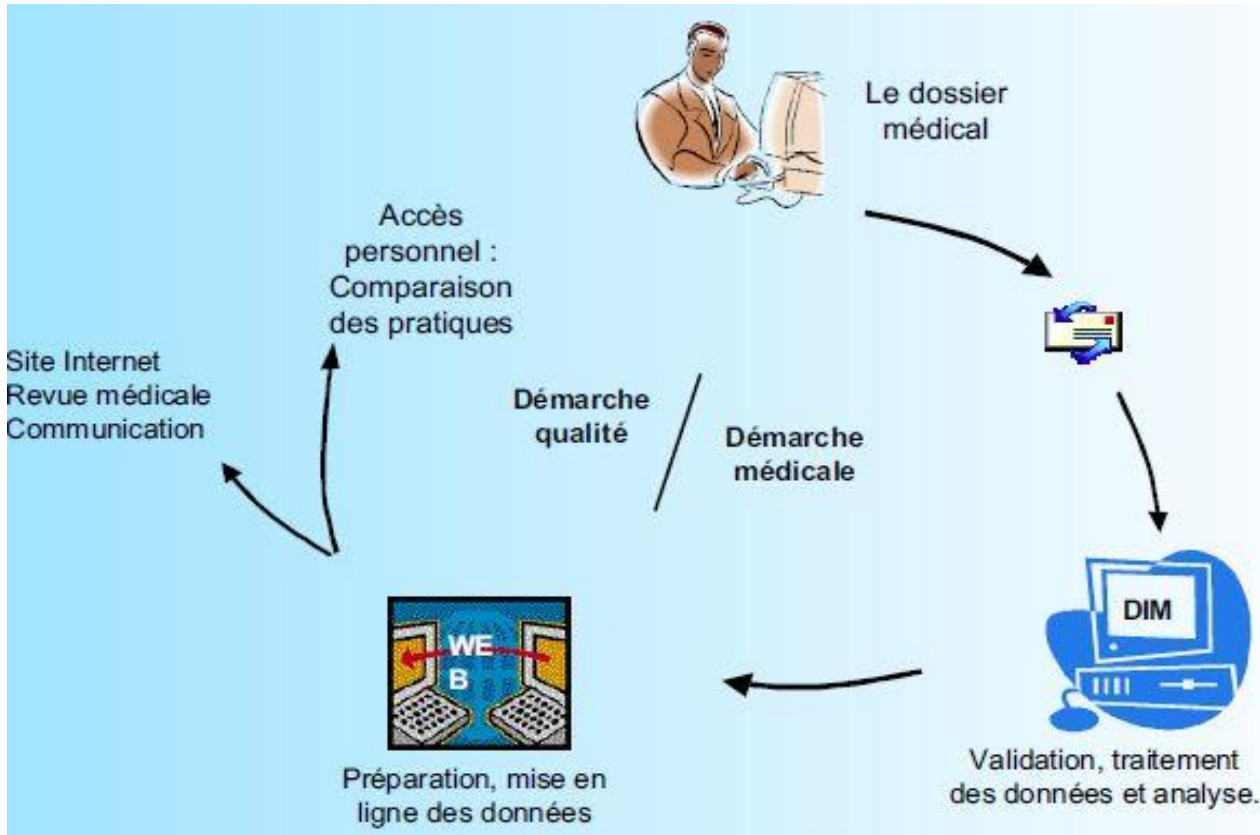 Le dossier
médical
Accès
personnel :
Comparaison
des pratiques
Site Internet
Revue médicale
Communication
Démarche
qualité
Démarche
médicale
DIM
Validation, traitement
des données et analyse.
WE
B
Préparation, mise en
ligne des données